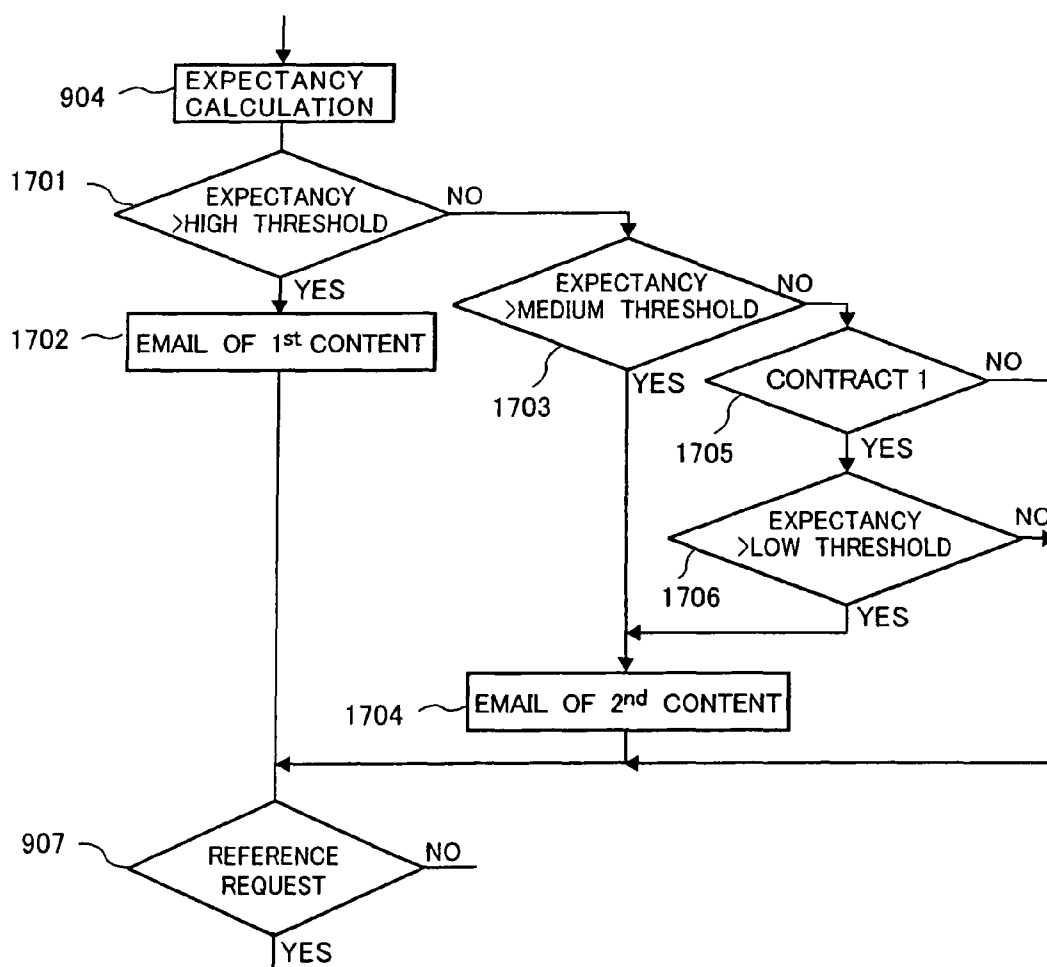 904
EXPECTANCY
CALCULATION
1701
EXPECTANCY
>HIGH THRESHOLD
NO
YES
1702
EMAIL OF 1st CONTENT
EXPECTANCY
>MEDIUM THRESHOLD
NO
1703
YES
CONTRACT 1
NO
1705
YES
EXPECTANCY
>LOW THRESHOLD
NO
1706
YES
1704
EMAIL OF 2nd CONTENT
907
REFERENCE
REQUEST
NO
YES